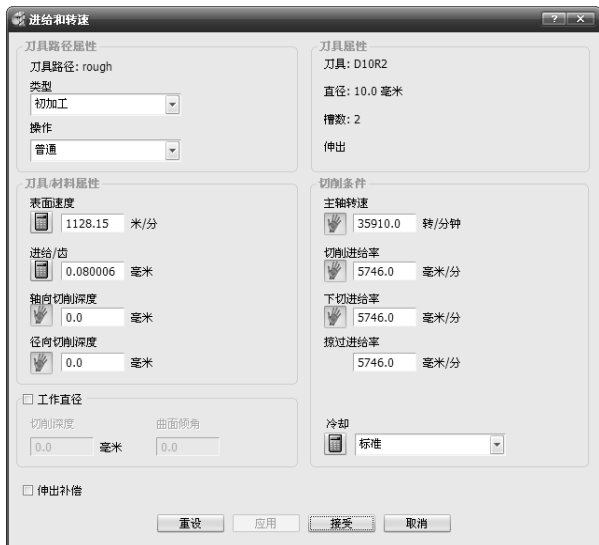 进给和转速
刀具路径属性
刀具路径: rough
类型
初加工
操作
普通
刀具属性
刀具: D10R2
直径: 10.0 毫米
槽数: 2
伸出
刀具/材料属性
表面速度
1128.15 米/分
进给/齿
0.080006 毫米
轴向切削深度
0.0 毫米
径向切削深度
0.0 毫米
切削条件
主轴转速
35910.0 转/分钟
切削进给率
5746.0 毫米/分
下切进给率
5746.0 毫米/分
掠过进给率
5746.0 毫米/分
工作直径
切削深度 曲面倾角
0.0 毫米 0.0
冷却
标准
伸出补偿
重设 应用 接受 取消